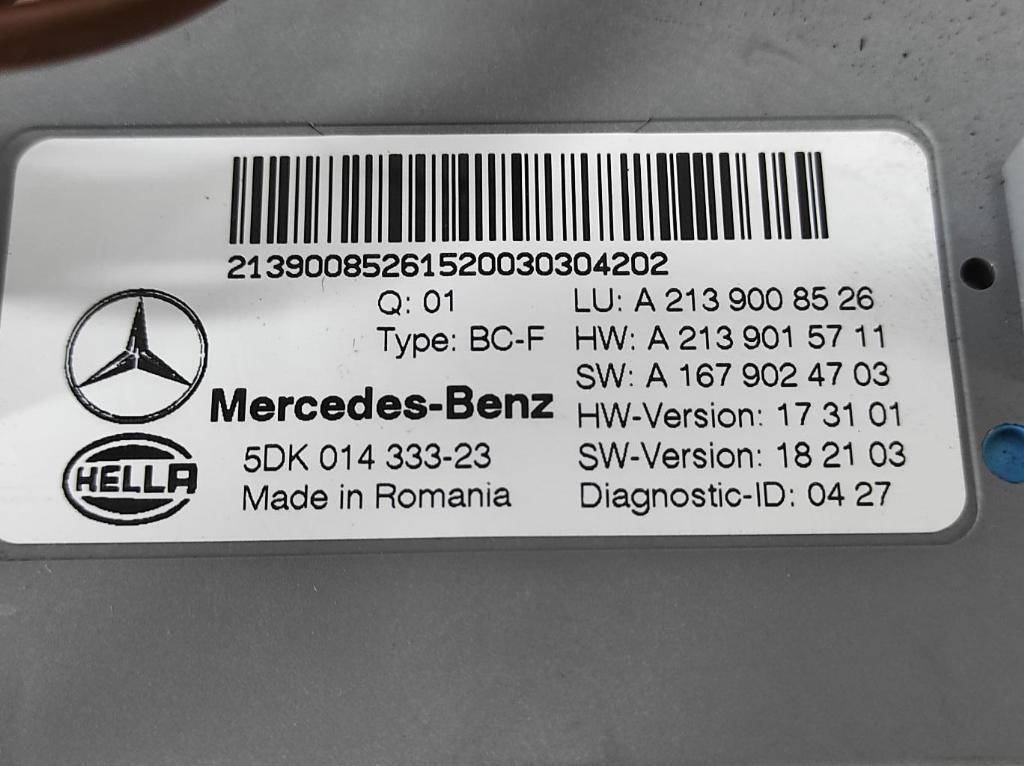 21390085261520030304202
Q: 01
LU: A 213 900 85 26
Type: BC-F
HW: A 213 901 57 11
SW: A 167 902 47 03
Mercedes-Benz
HW-Version: 17 31 01
HELLA
5DK 014 333-23
SW-Version: 18 21 03
Made in Romania
Diagnostic-ID: 04 27